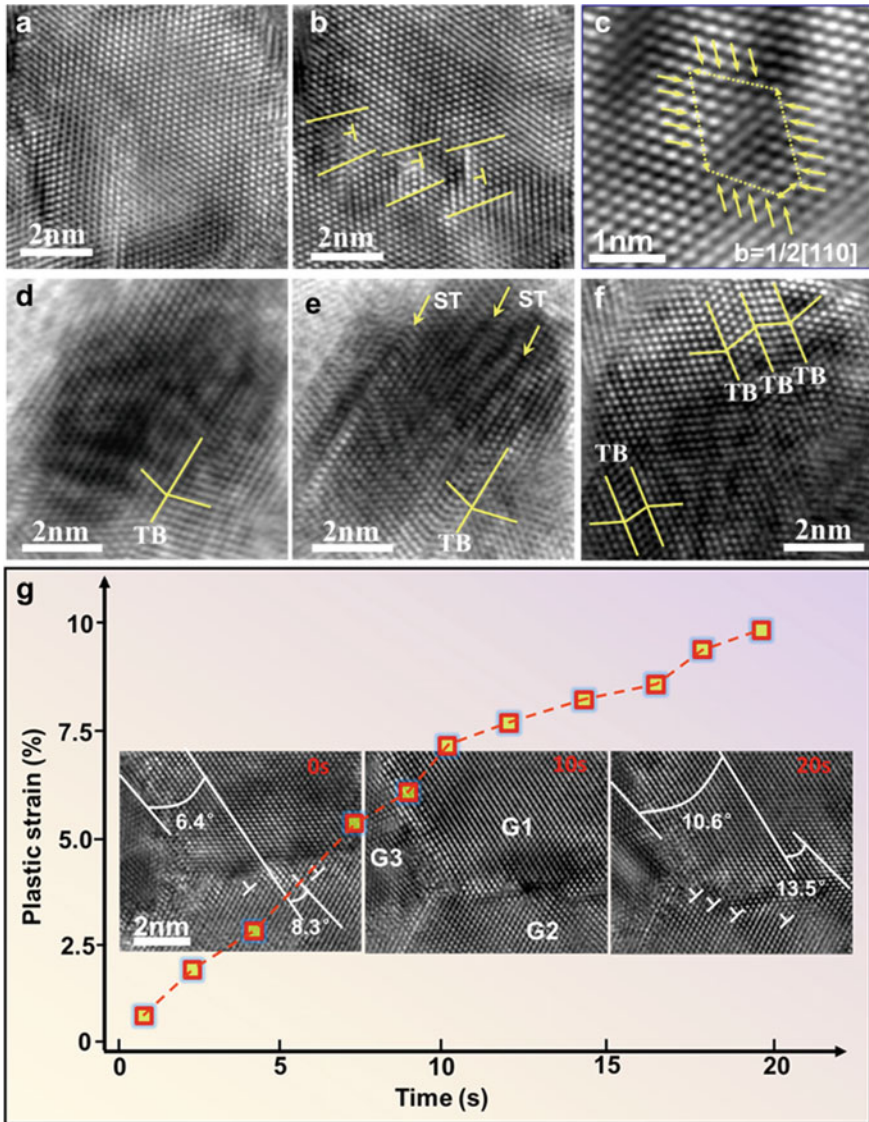 a
b
c
2nm
2nm
1nm
b=1/2[110]
d
e
f
ST
ST
TB
TB
TB
TB
TB
TB
2nm
2nm
2nm
g
Plastic strain (%)
10
7.5
5.0
2.5
0
0s
10s
20s
6.4°
8.3°
2nm
G1
G3
G2
10.6°
13.5°
0
5
10
15
20
Time (s)